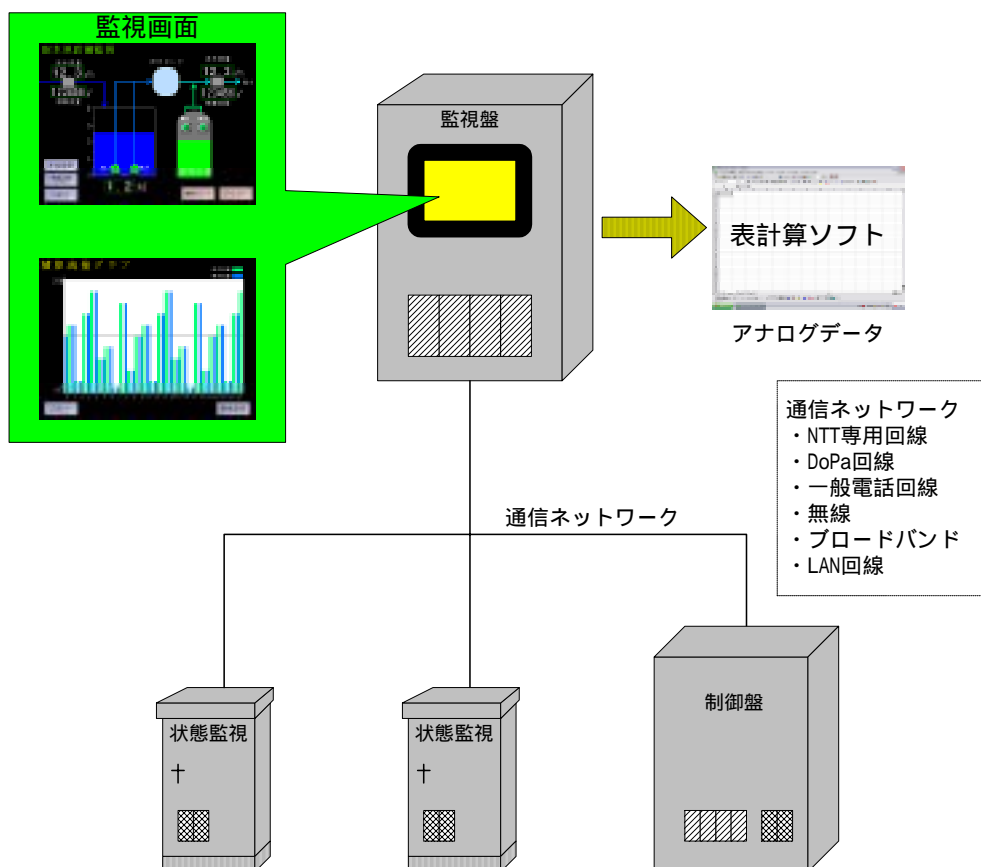 監視画面
監視盤
表計算ソフト
アナログデータ
通信ネットワーク
・NTT専用回線
・DoPa回線
・一般電話回線
・無線
・ブロードバンド
・LAN回線
通信ネットワーク
状態監視
状態監視
制御盤